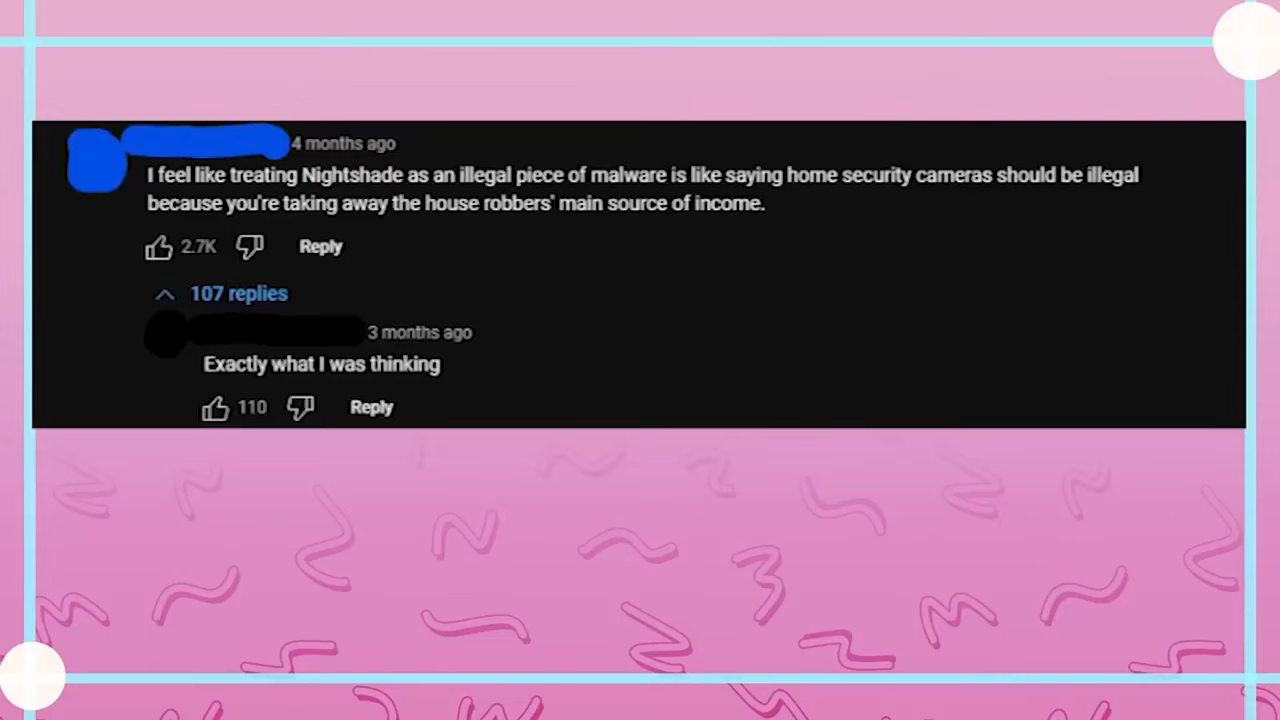 4 months ago
I feel like treating Nightshade as an illegal piece of malware is like saying home security cameras should be illegal
because you're taking away the house robbers' main source of income.
2.7K Reply
107 replies
3 months ago
Exactly what I was thinking
110 Reply